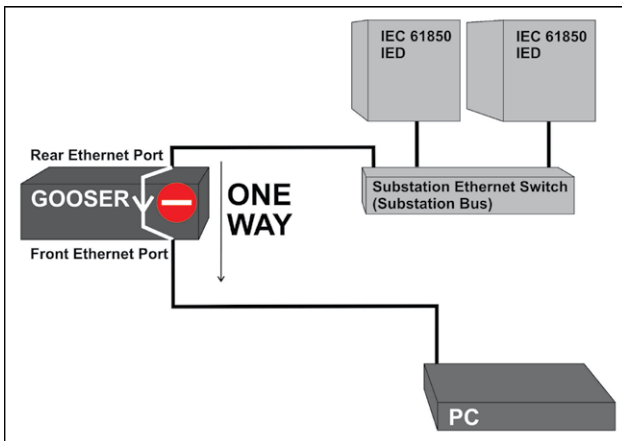 IEC 61850
IED
IEC 61850
IED
Rear Ethernet Port
GOOSER
ONE
WAY
Substation Ethernet Switch
(Substation Bus)
Front Ethernet Port
PC